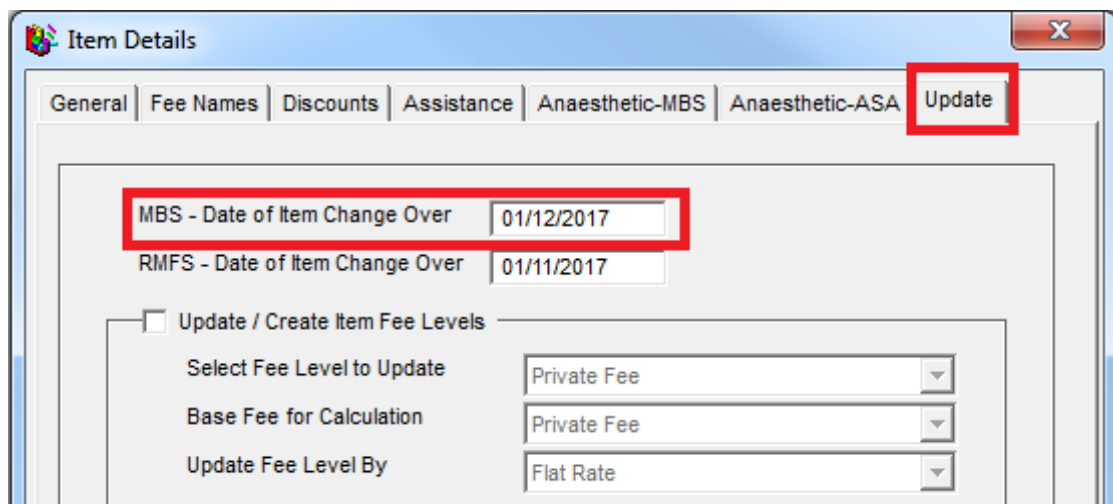 Item Details
General Fee Names Discounts Assistance Anaesthetic-MBS Anaesthetic-ASA Update
MBS - Date of Item Change Over 01/12/2017
RMFS - Date of Item Change Over 01/11/2017
Update / Create Item Fee Levels
Select Fee Level to Update Private Fee
Base Fee for Calculation Private Fee
Update Fee Level By Flat Rate